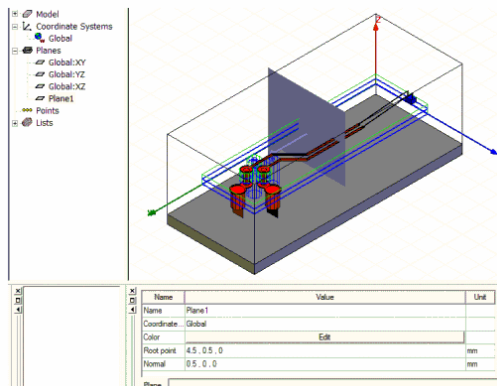 Model
Coordinate Systems
Global
Planes
Global:XY
Global:YZ
Global:XZ
Plane1
Points
Lists
Z
Name Value Unit
Name Plane1
Coordinate... Global
Color Edit
Root point 4.5 , 0.5 , 0 mm
Normal 0.5 , 0 , 0 mm
Plane